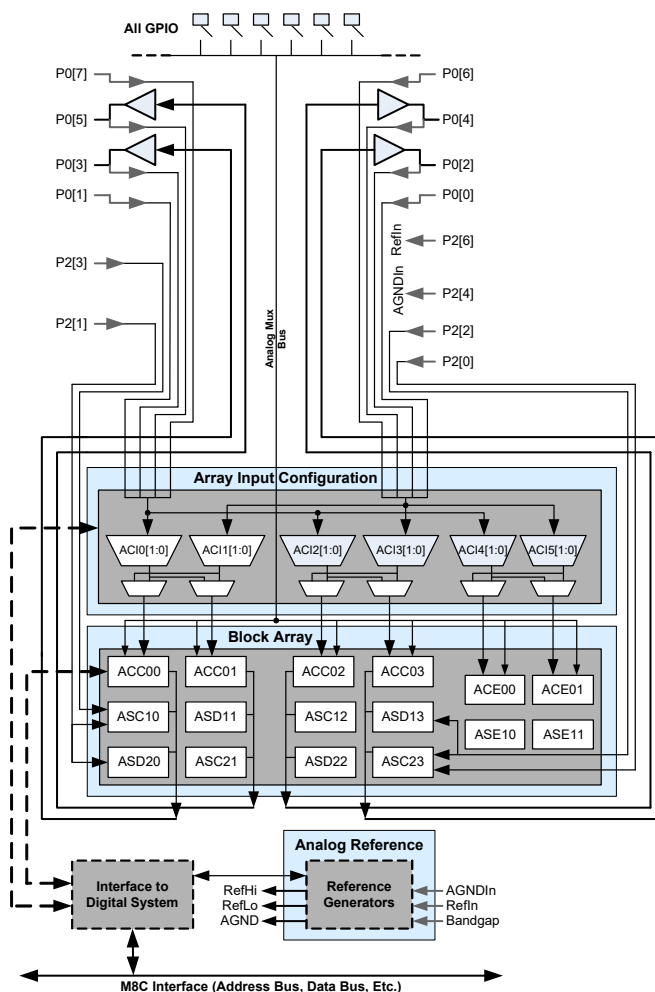 All GPIO
P0[7]
P0[6]
P0[5]
P0[4]
P0[3]
P0[2]
P0[1]
P0[0]
RefIn
P2[6]
P2[3]
AGNDIn
P2[4]
P2[1]
P2[2]
P2[0]
Analog Mux
Bus
Array Input Configuration
ACI0[1:0]
ACI1[1:0]
ACI2[1:0]
ACI3[1:0]
ACI4[1:0]
ACI5[1:0]
Block Array
ACC00
ACC01
ACC02
ACC03
ACE00
ACE01
ASC10
ASD11
ASC12
ASD13
ASE10
ASE11
ASD20
ASC21
ASD22
ASC23
Analog Reference
Interface to
Digital System
RefHi
RefLo
AGND
Reference
Generators
AGNDIn
RefIn
Bandgap
M8C Interface (Address Bus, Data Bus, Etc.)